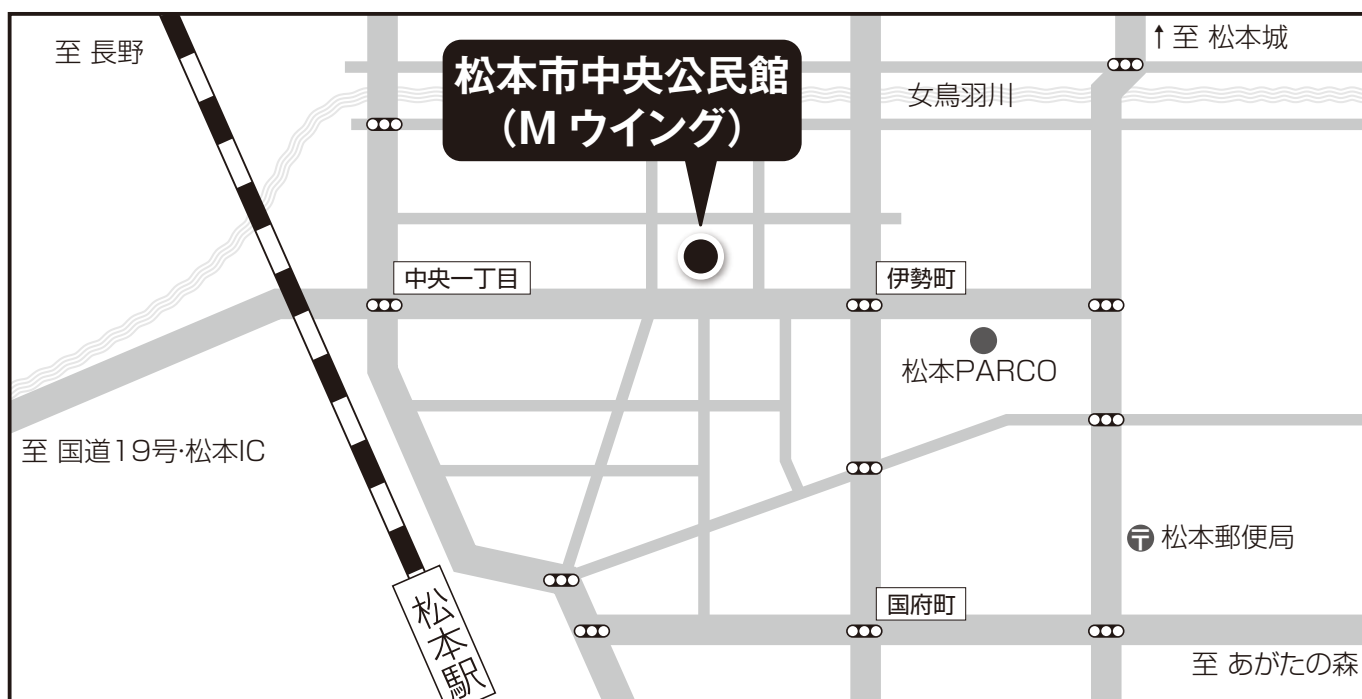 至 長野
松本市中央公民館
（M ウイング）
↑至 松本城
女鳥羽川
中央一丁目
伊勢町
松本PARCO
至 国道19号･松本IC
〒 松本郵便局
国府町
松本駅
至 あがたの森